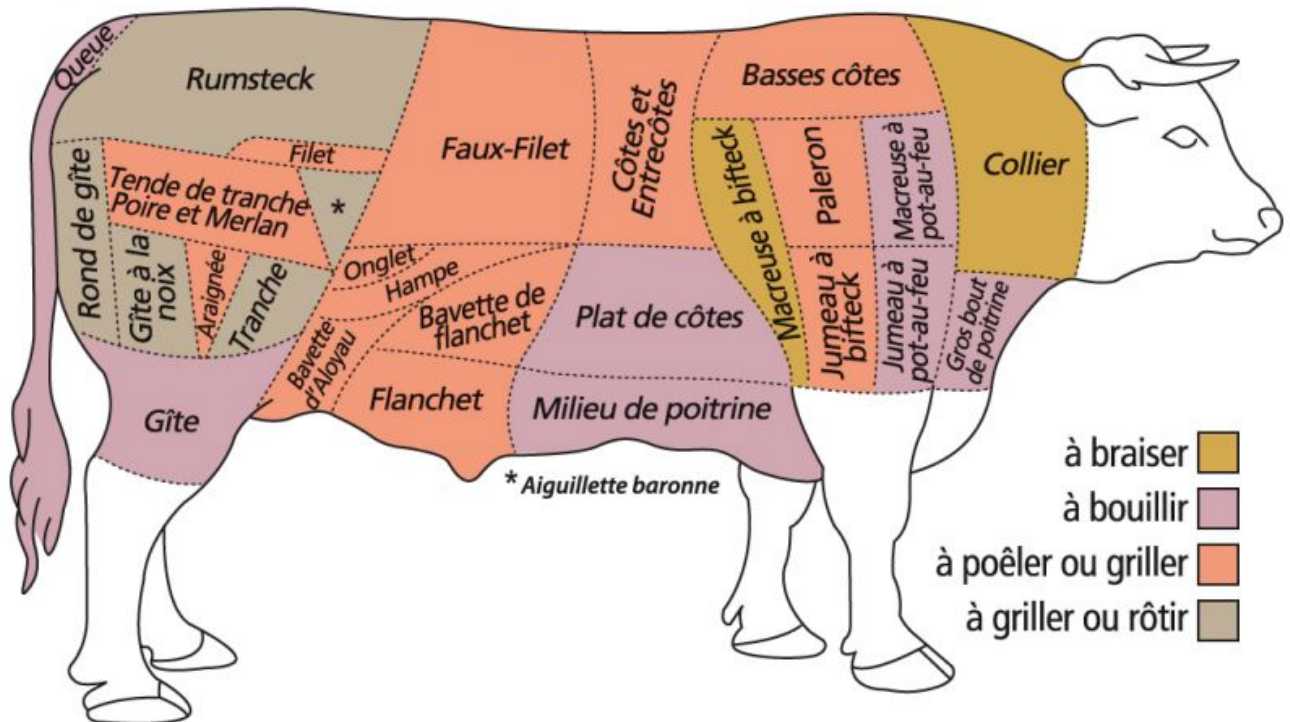 Queue
Rumsteck
Filet
Tende de tranche
Poire et Merlan
*
Rond de gîte
Gîte à la
noix
Araignée
Tranche
Gîte
Faux-Filet
Onglet
Hampe
Bavette de
flanchet
Bavette
d'Aloyau
Flanchet
Côtes et
Entrecôtes
Plat de côtes
Milieu de poitrine
Basses côtes
Macreuse à bifteck
Paleron
Macreuse à
pot-au-feu
Jumeau à
bifteck
Jumeau à
pot-au-feu
Gros bout
de poitrine
Collier
* Aiguillette baronne
à braiser
à bouillir
à poêler ou griller
à griller ou rôtir